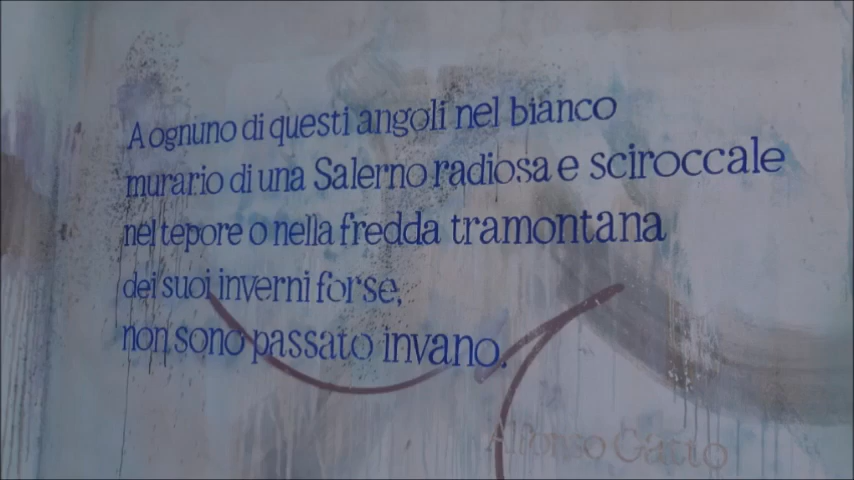 A ognuno di questi angoli nel bianco
murario di una Salerno radiosa e sciroccale
nel tepore o nella fredda tramontana
dei suoi inverni forse,
non sono passato invano.
Alfonso Gatto